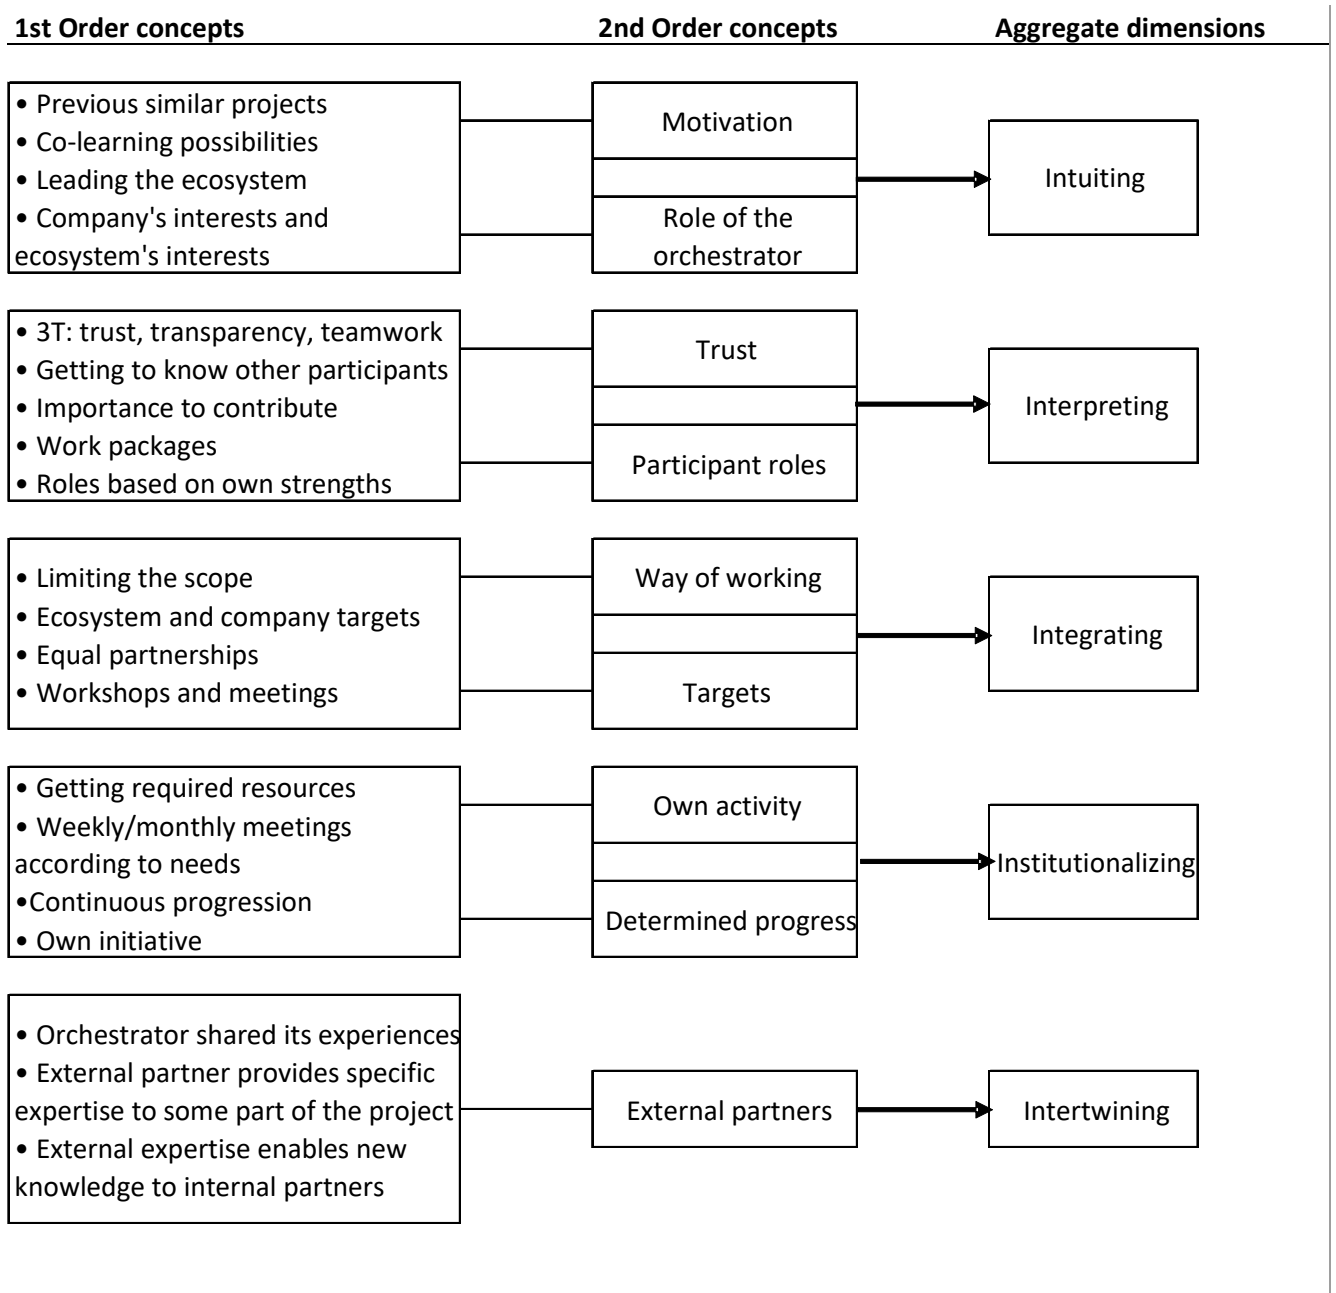 1st Order concepts
2nd Order concepts
Aggregate dimensions
• Previous similar projects
• Co-learning possibilities
• Leading the ecosystem
• Company's interests and
ecosystem's interests
Motivation
Role of the
orchestrator
Intuiting
• 3T: trust, transparency, teamwork
• Getting to know other participants
• Importance to contribute
• Work packages
• Roles based on own strengths
Trust
Participant roles
Interpreting
• Limiting the scope
• Ecosystem and company targets
• Equal partnerships
• Workshops and meetings
Way of working
Targets
Integrating
• Getting required resources
• Weekly/monthly meetings
according to needs
•Continuous progression
• Own initiative
Own activity
Determined progress
Institutionalizing
• Orchestrator shared its experiences
• External partner provides specific
expertise to some part of the project
• External expertise enables new
knowledge to internal partners
External partners
Intertwining